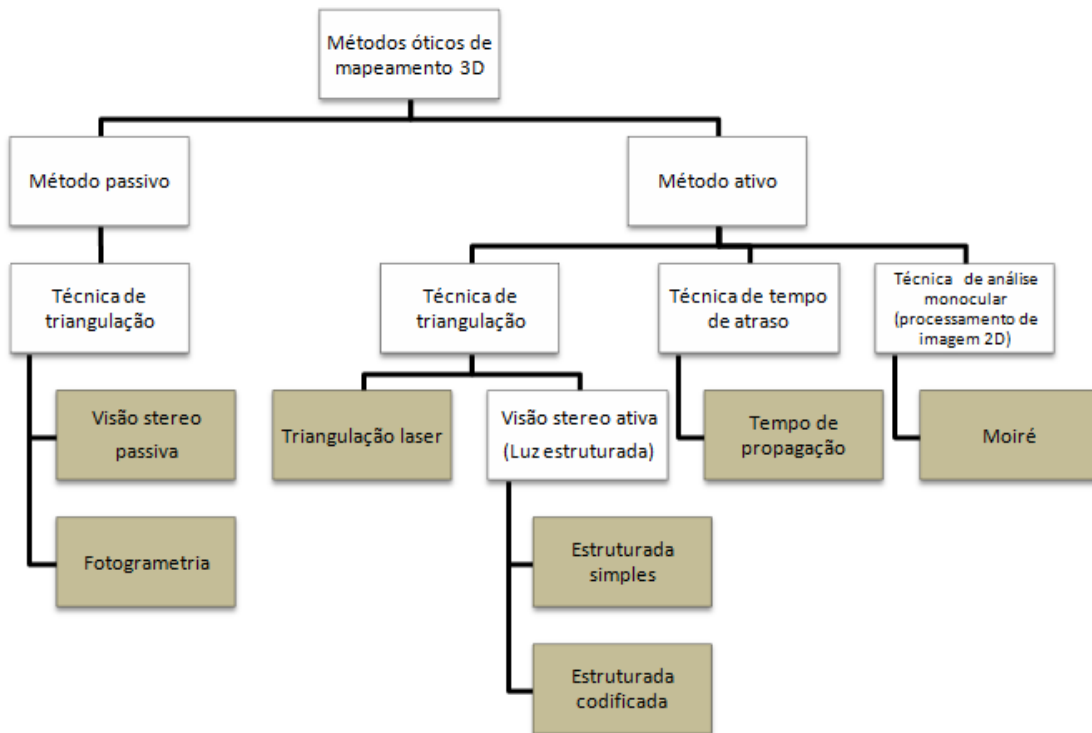 Métodos óticos de
mapeamento 3D
Método passivo
Método ativo
Técnica de
triangulação
Técnica de
triangulação
Técnica de tempo
de atraso
Técnica de análise
monocular
(processamento de
imagem 2D)
Visão stereo
passiva
Triangulação laser
Visão stereo ativa
(Luz estruturada)
Tempo de
propagação
Moiré
Fotogrametria
Estruturada
simples
Estruturada
codificada